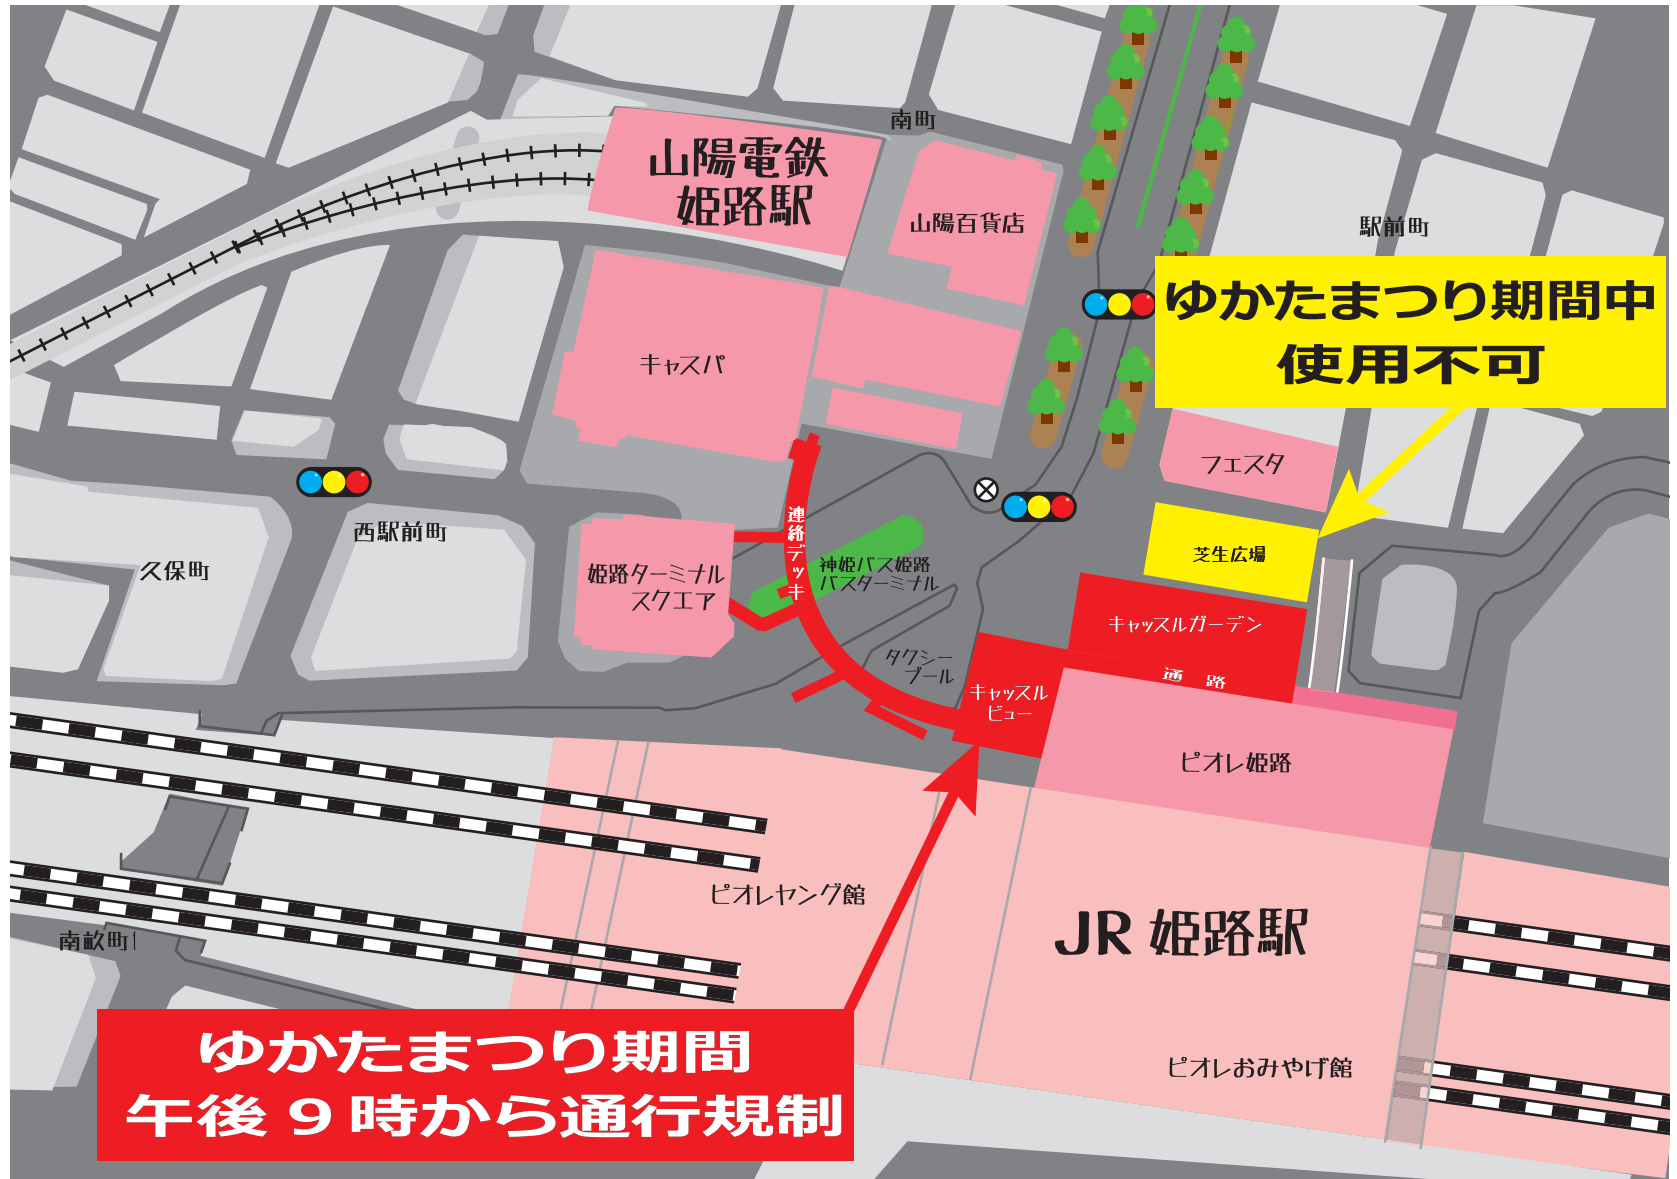 南町
山陽電鉄
姫路駅
山陽百貨店
駅前町
ゆかたまつり期間中
使用不可
キャスパ
フェスタ
連絡デッキ
西駅前町
久保町
姫路ターミナル
スクエア
神姫バス姫路
バスターミナル
芝生広場
キャッスルガーデン
タクシー
プール
通 路
キャッスル
ビュー
ピオレ姫路
ピオレヤング館
JR 姫路駅
南畝町
ゆかたまつり期間
午後 9 時から通行規制
ピオレおみやげ館